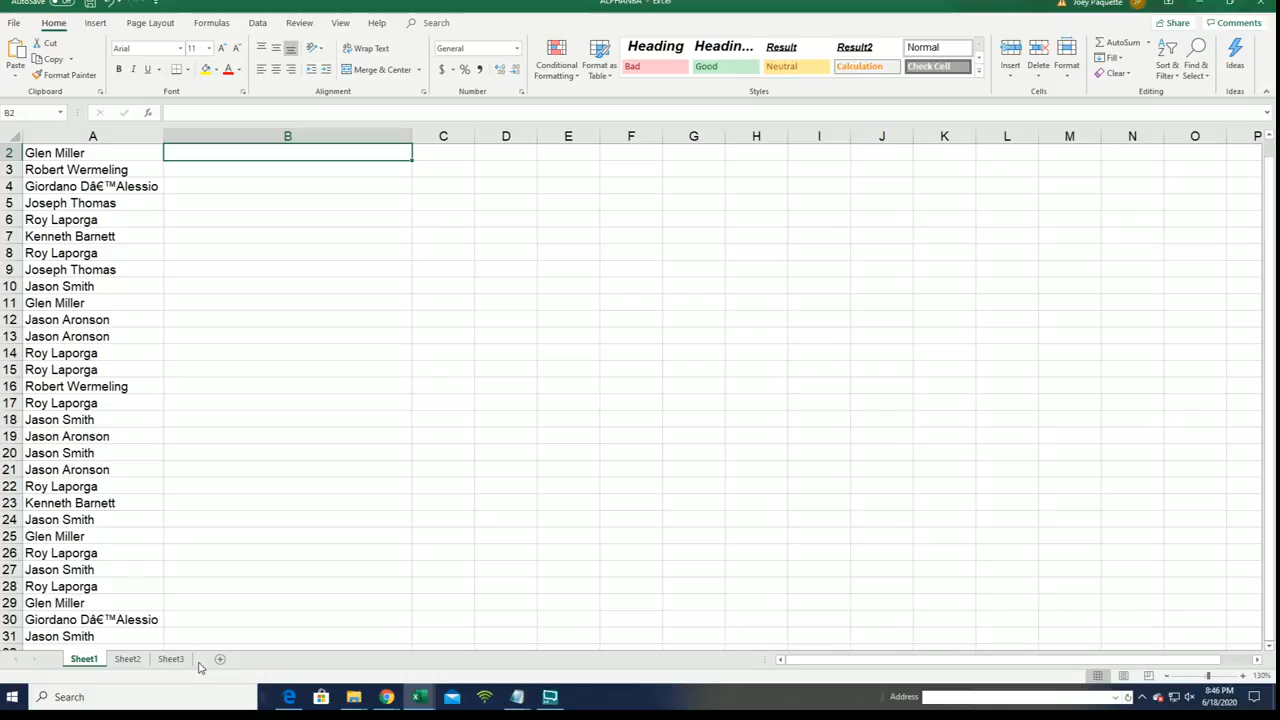 AutoSave Off ALPHANBA - Excel Joey Paquette JP
File Home Insert Page Layout Formulas Data Review View Help Search Share Comments
Cut
Copy
Format Painter
Paste
Clipboard
Arial 11
B I U
Font
Wrap Text
Merge & Center
Alignment
General
$ % ,
Number
Conditional
Formatting
Format as
Table
Heading Headin... Result Result2 Normal
Bad Good Neutral Calculation Check Cell
Styles
Insert Delete Format
Cells
AutoSum
Fill
Clear
Sort &
Filter
Find &
Select
Editing
Ideas
Ideas
B2 fx
A B C D E F G H I J K L M N O P
2 Glen Miller
3 Robert Wermeling
4 Giordano Dâ€™Alessio
5 Joseph Thomas
6 Roy Laporga
7 Kenneth Barnett
8 Roy Laporga
9 Joseph Thomas
10 Jason Smith
11 Glen Miller
12 Jason Aronson
13 Jason Aronson
14 Roy Laporga
15 Roy Laporga
16 Robert Wermeling
17 Roy Laporga
18 Jason Smith
19 Jason Aronson
20 Jason Smith
21 Jason Aronson
22 Roy Laporga
23 Kenneth Barnett
24 Jason Smith
25 Glen Miller
26 Roy Laporga
27 Jason Smith
28 Roy Laporga
29 Glen Miller
30 Giordano Dâ€™Alessio
31 Jason Smith
Sheet1 Sheet2 Sheet3
130%
Search
Address
8:46 PM
6/18/2020